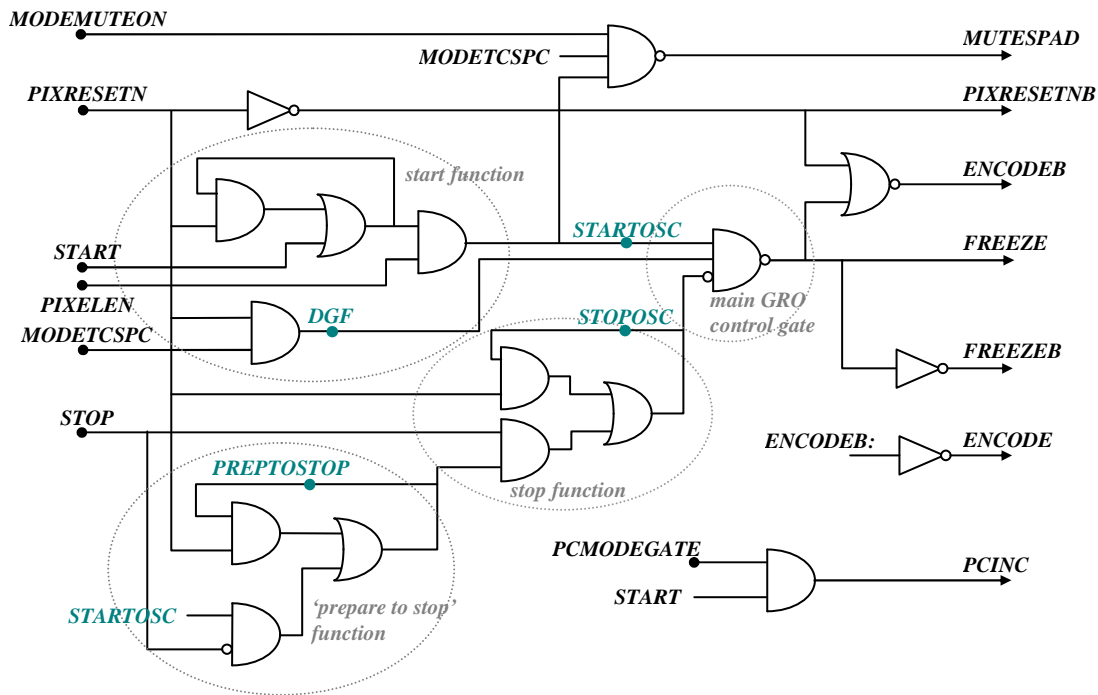 MODEMUTEON
MODETCSPC
MUTESPAD
PIXRESETN
PIXRESETNB
start function
ENCODEB
START
STARTOSC
FREEZE
PIXELEN
MODETCSPC
DGF
STOPOSC
main GRO
control gate
FREEZEB
STOP
ENCODEB:
ENCODE
PREPTOSTOP
stop function
PCMODEGATE
PCINC
START
STARTOSC
‘prepare to stop’
function